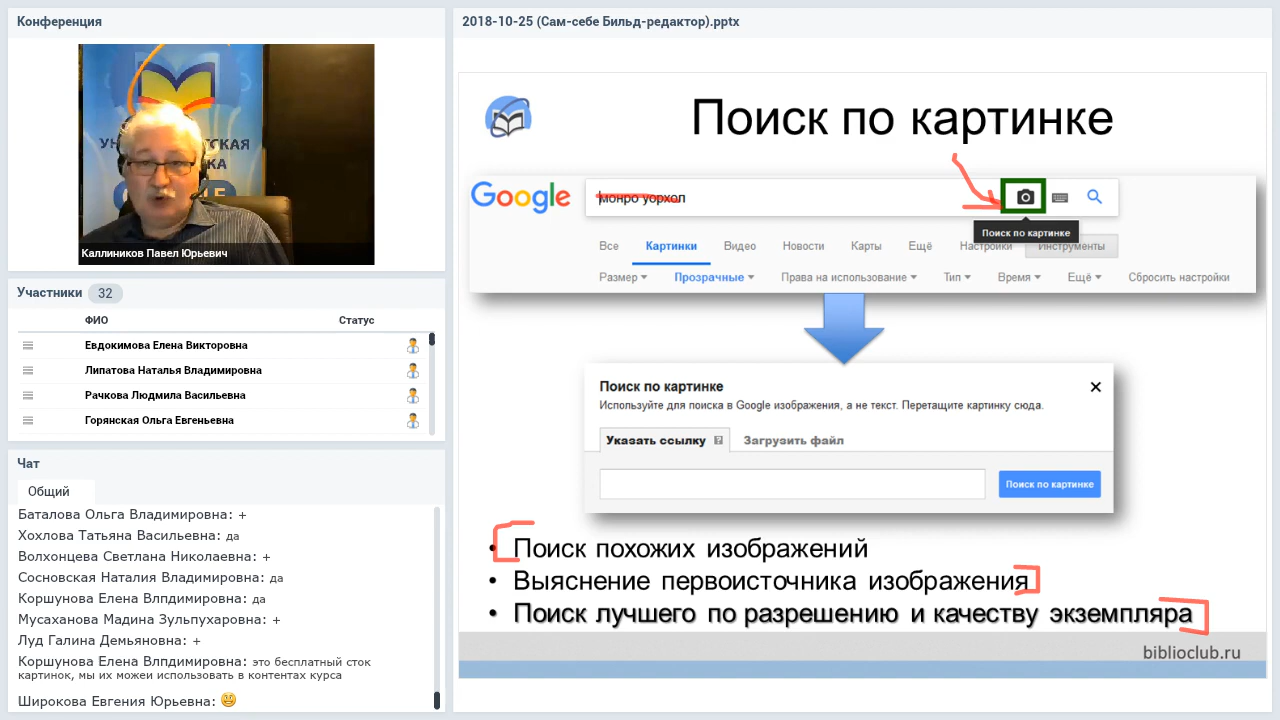 Конференция
Каллиников Павел Юрьевич
Участники 32
ФИО Статус
Евдокимова Елена Викторовна
Липатова Наталья Владимировна
Рачкова Людмила Васильевна
Горянская Ольга Евгеньевна
Чат
Общий
Баталова Ольга Владимировна: +
Хохлова Татьяна Васильевна: да
Волхонцева Светлана Николаевна: +
Сосновская Наталия Владимировна: да
Коршунова Елена Влпдимировна: да
Мусаханова Мадина Зульпухаровна: +
Луд Галина Демьяновна: +
Коршунова Елена Влпдимировна: это бесплатный сток
картинок, мы их можеи использовать в контентах курса
Широкова Евгения Юрьевна:
2018-10-25 (Сам-себе Бильд-редактор).pptx
Поиск по картинке
Google монро уорхол
Поиск по картинке
Все Картинки Видео Новости Карты Ещё Настройки Инструменты
Размер Прозрачные Права на использование Тип Время Ещё Сбросить настройки
Поиск по картинке
Используйте для поиска в Google изображения, а не текст. Перетащите картинку сюда.
Указать ссылку ? Загрузить файл
Поиск по картинке
• Поиск похожих изображений
• Выяснение первоисточника изображения
• Поиск лучшего по разрешению и качеству экземпляра
biblioclub.ru